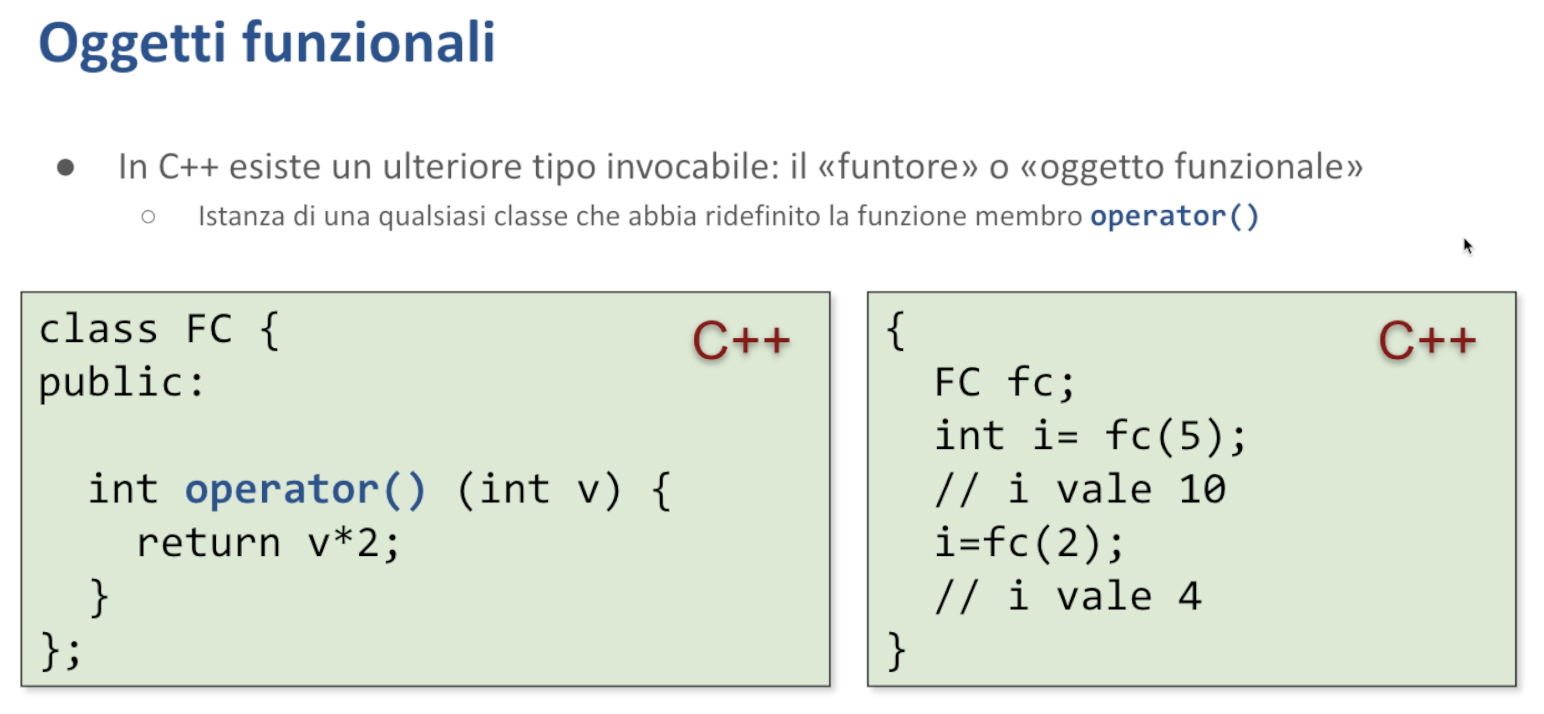 Oggetti funzionali
● In C++ esiste un ulteriore tipo invocabile: il «funtore» o «oggetto funzionale»
○ Istanza di una qualsiasi classe che abbia ridefinito la funzione membro operator()
class FC {
C++
public:
int operator() (int v) {
return v*2;
}
};
{
C++
FC fc;
int i= fc(5);
// i vale 10
i=fc(2);
// i vale 4
}